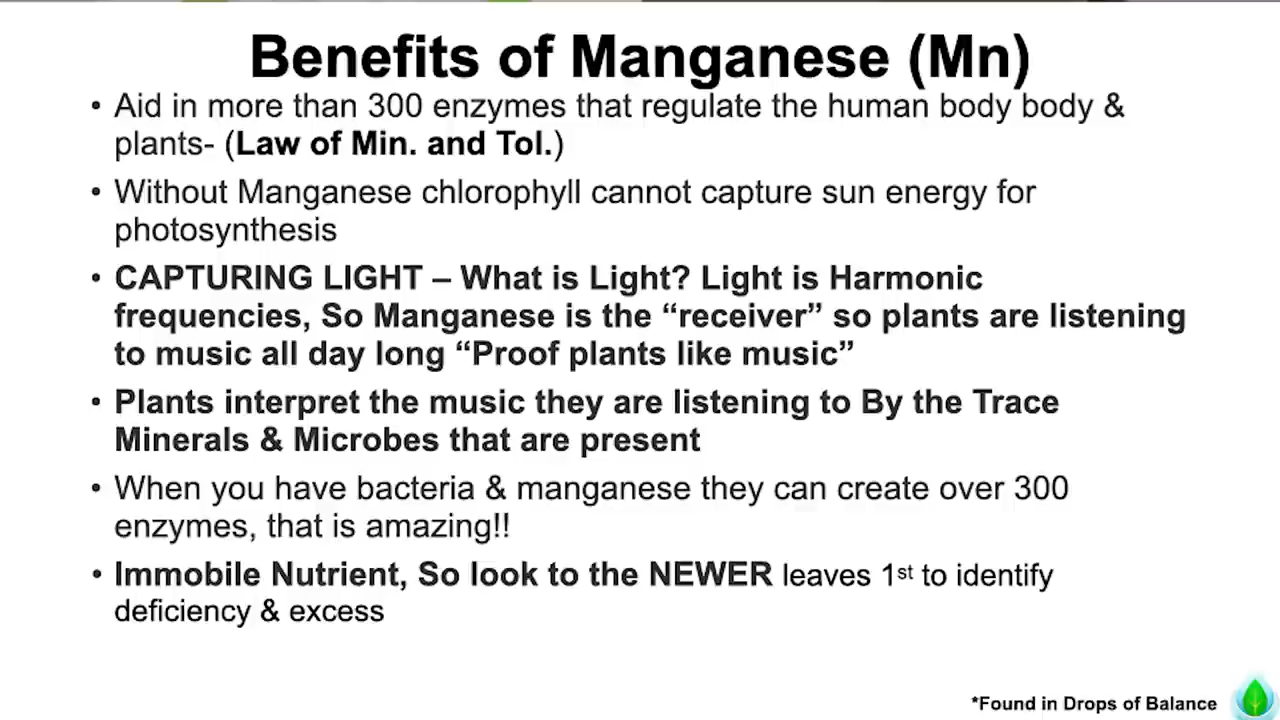 Benefits of Manganese (Mn)
• Aid in more than 300 enzymes that regulate the human body body &
plants- (Law of Min. and Tol.)
• Without Manganese chlorophyll cannot capture sun energy for
photosynthesis
• CAPTURING LIGHT – What is Light? Light is Harmonic
frequencies, So Manganese is the “receiver” so plants are listening
to music all day long “Proof plants like music”
• Plants interpret the music they are listening to By the Trace
Minerals & Microbes that are present
• When you have bacteria & manganese they can create over 300
enzymes, that is amazing!!
• Immobile Nutrient, So look to the NEWER leaves 1st to identify
deficiency & excess
*Found in Drops of Balance